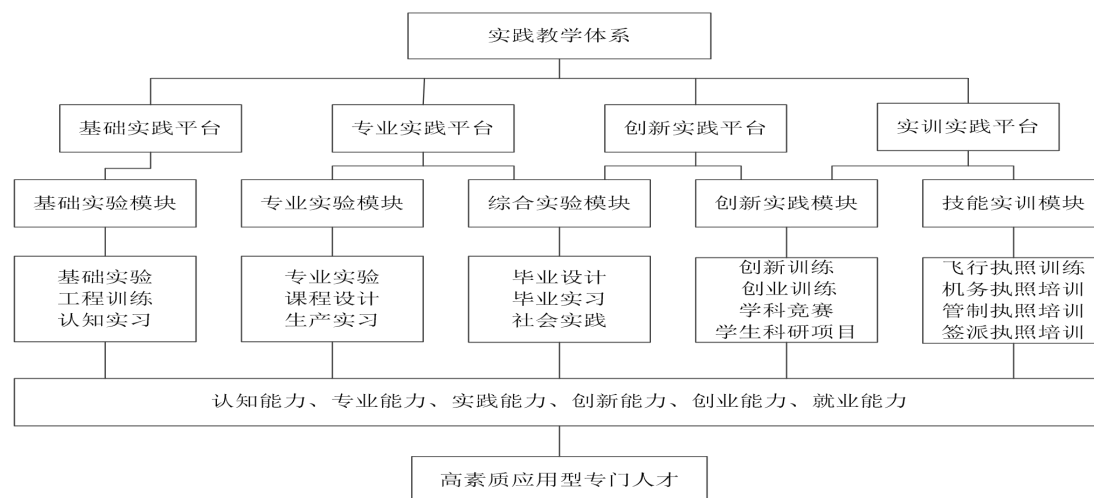 实践教学体系
基础实践平台
专业实践平台
创新实践平台
实训实践平台
基础实验模块
专业实验模块
综合实验模块
创新实践模块
技能实训模块
基础实验
工程训练
认知实习
专业实验
课程设计
生产实习
毕业设计
毕业实习
社会实践
创新训练
创业训练
学科竞赛
学生科研项目
飞行执照训练
机务执照培训
管制执照培训
签派执照培训
认知能力、专业能力、实践能力、创新能力、创业能力、就业能力
高素质应用型专门人才